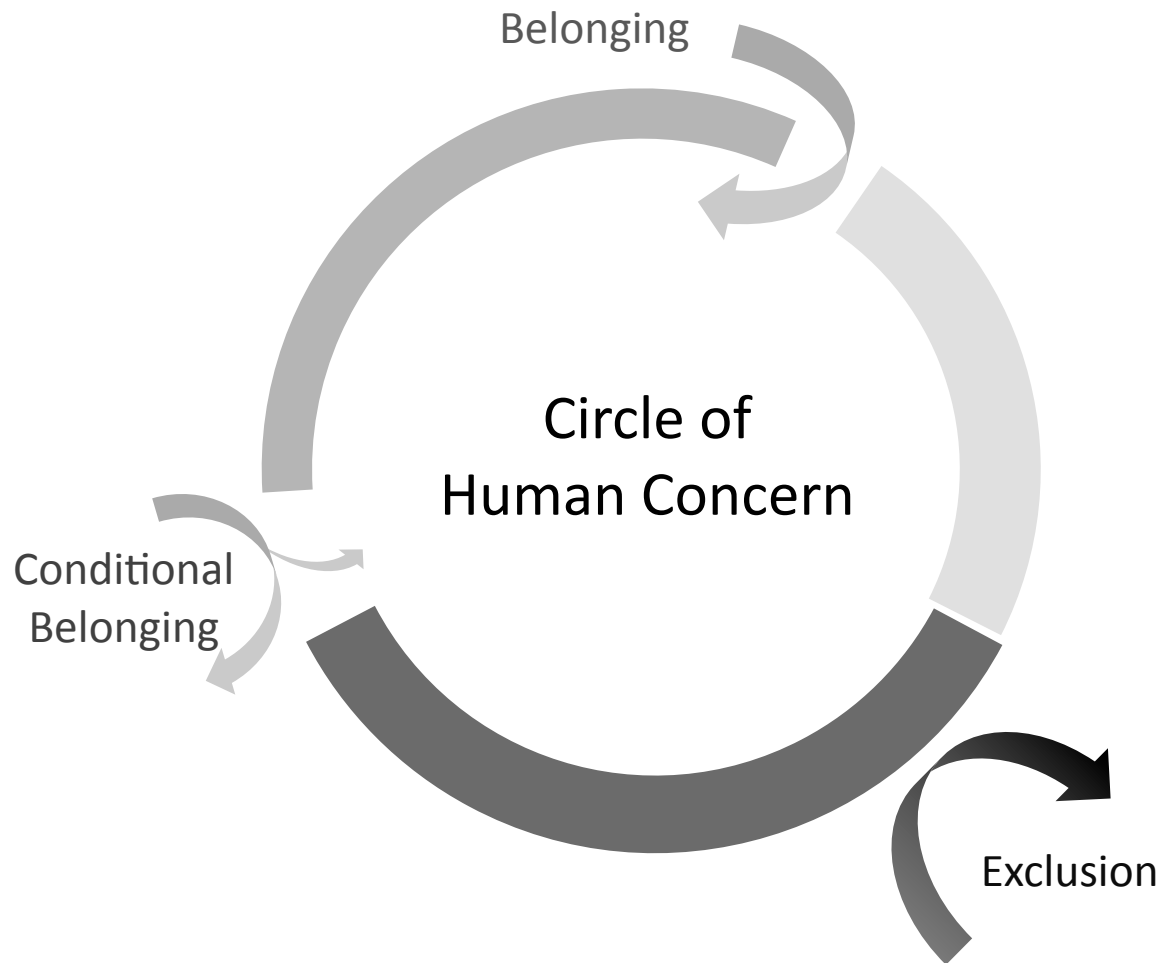 Belonging
Circle of
Human Concern
Conditional
Belonging
Exclusion